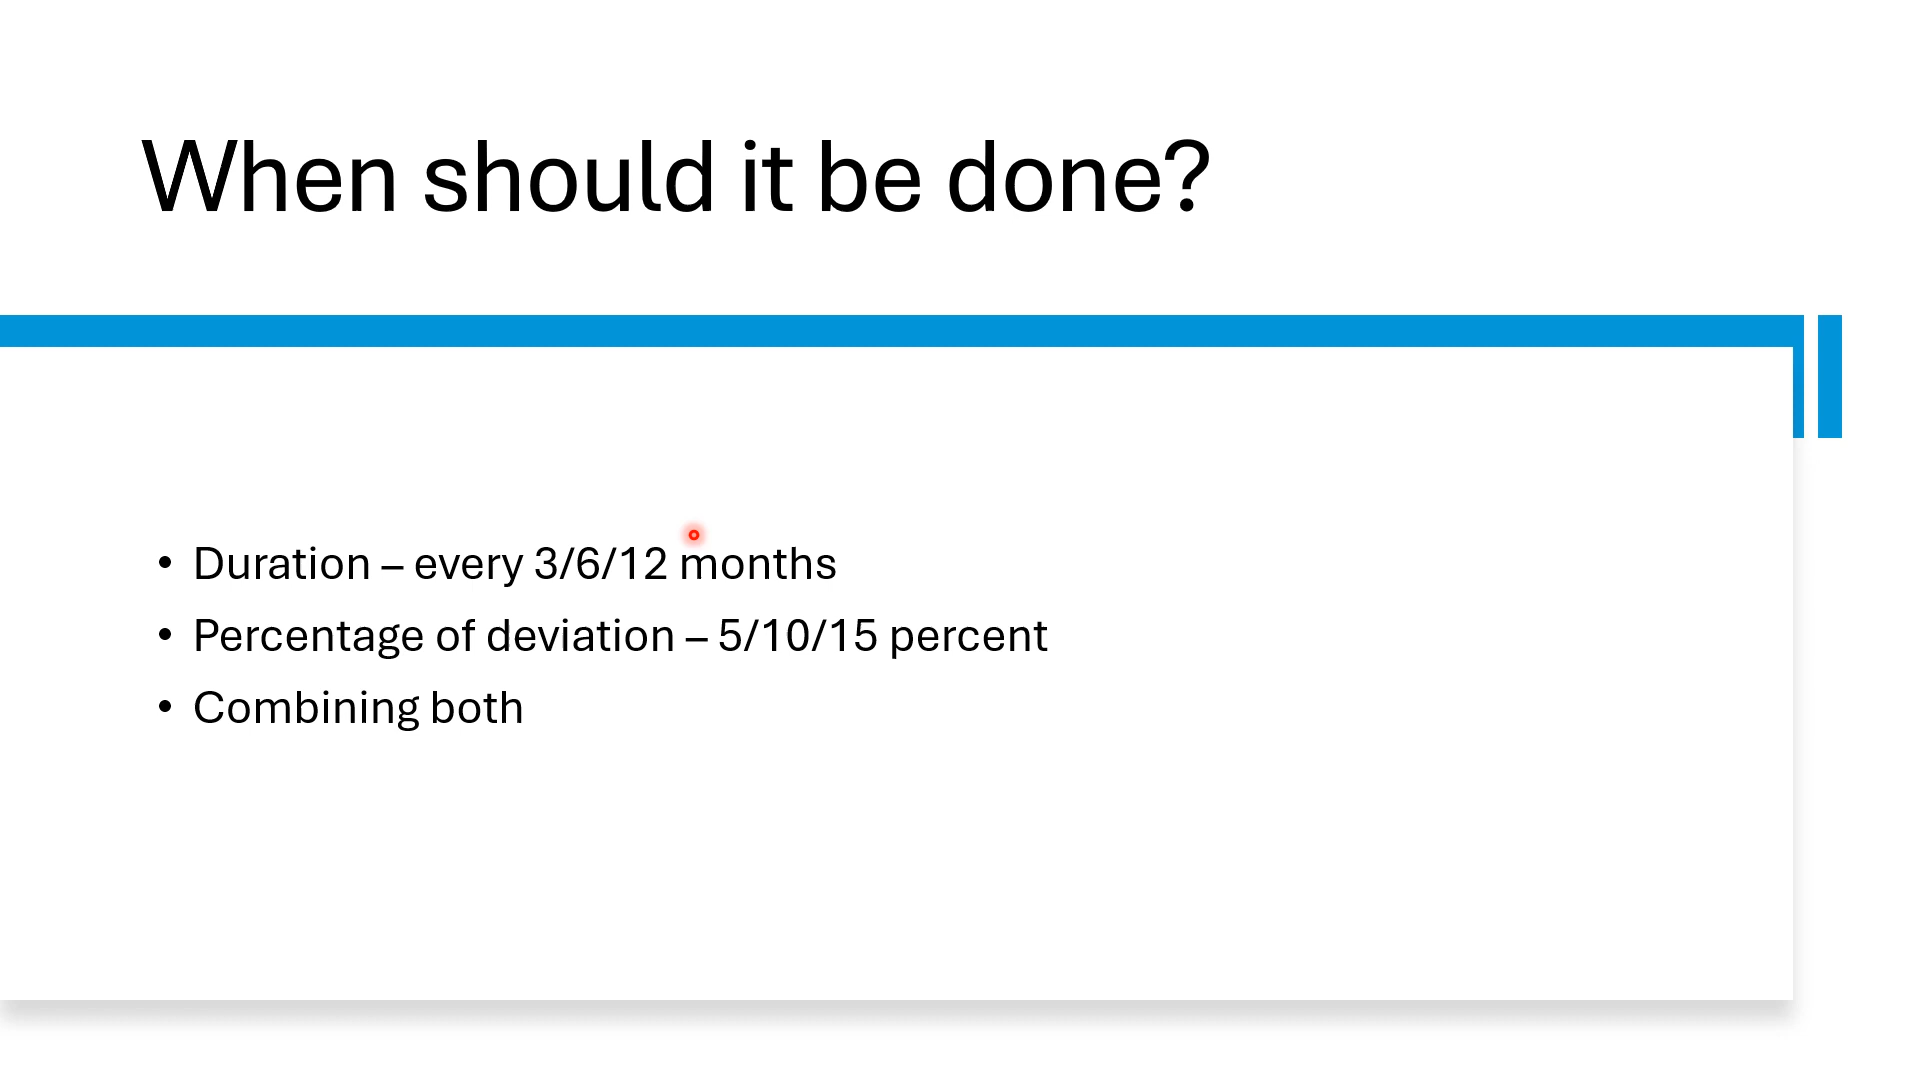 When should it be done?
• Duration – every 3/6/12 months
• Percentage of deviation – 5/10/15 percent
• Combining both